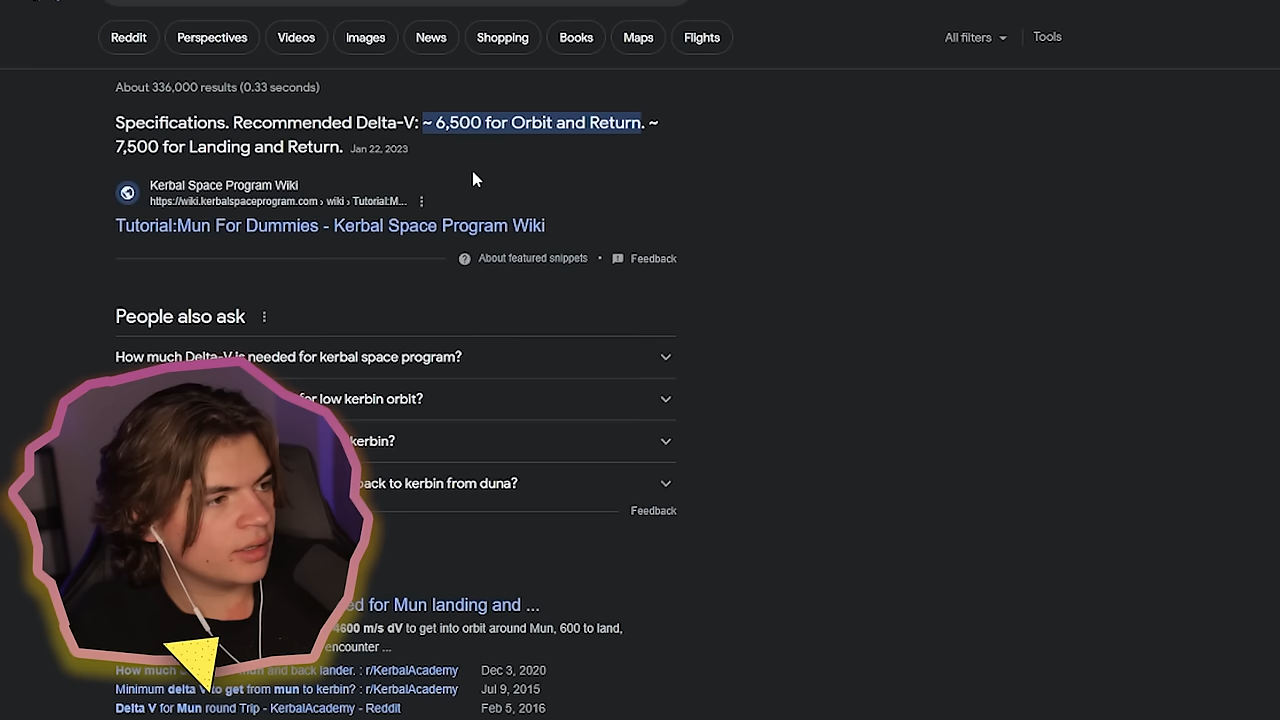 Reddit
Perspectives
Videos
Images
News
Shopping
Books
Maps
Flights
All filters
Tools
About 336,000 results (0.33 seconds)
Specifications. Recommended Delta-V: ~ 6,500 for Orbit and Return. ~
7,500 for Landing and Return. Jan 22, 2023
Kerbal Space Program Wiki
https://wiki.kerbalspaceprogram.com › wiki › Tutorial:M...
Tutorial:Mun For Dummies - Kerbal Space Program Wiki
About featured snippets • Feedback
People also ask
How much Delta-V is needed for kerbal space program?
for low kerbin orbit?
kerbin?
back to kerbin from duna?
Feedback
ed for Mun landing and ...
4600 m/s dV to get into orbit around Mun, 600 to land,
encounter ...
How much mun and back lander. : r/KerbalAcademy Dec 3, 2020
Minimum delta V to get from mun to kerbin? : r/KerbalAcademy Jul 9, 2015
Delta V for Mun round Trip - KerbalAcademy - Reddit Feb 5, 2016